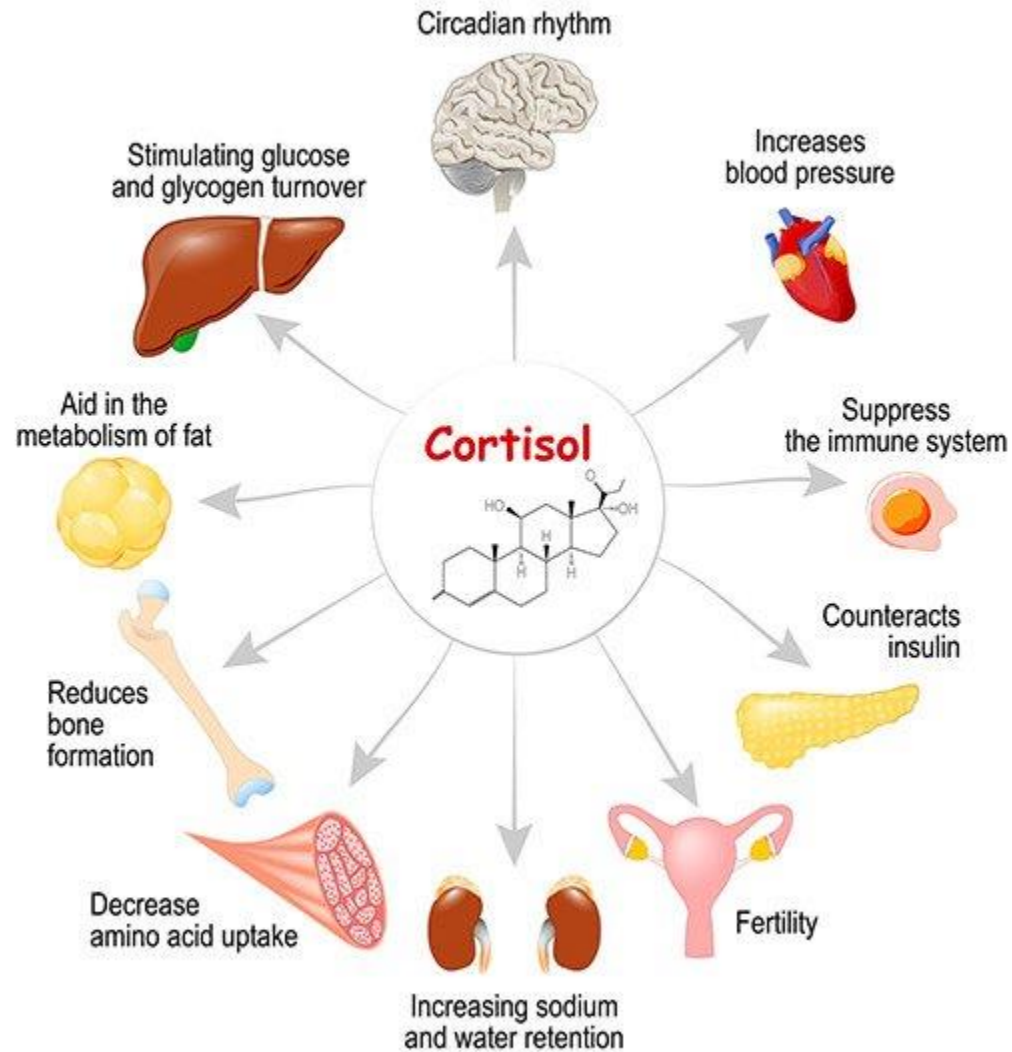 Circadian rhythm
Stimulating glucose
and glycogen turnover
Increases
blood pressure
Aid in the
metabolism of fat
Suppress
the immune system
Cortisol
O
HO
OH
H
H
H
Counteracts
insulin
Reduces
bone
formation
Decrease
amino acid uptake
Fertility
Increasing sodium
and water retention